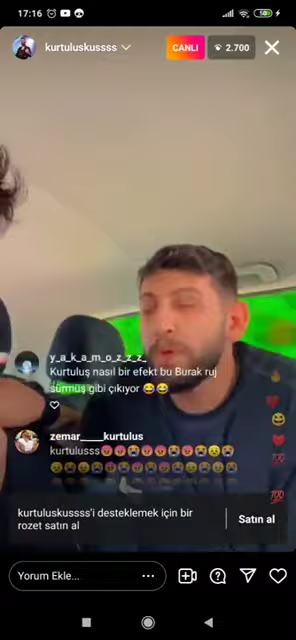 17:16
50
kurtuluskussss
CANLI
2.700
y_a_k_a_m_o_z_z_z_
Kurtuluş nasıl bir efekt bu Burak ruj
sürmüş gibi çıkıyor 😂😂
zemar_____kurtulus
kurtulusss😡😡😭😡😡😡😭😣😭
kurtuluskussss'i desteklemek için bir
rozet satın al
Satın al
Yorum Ekle...